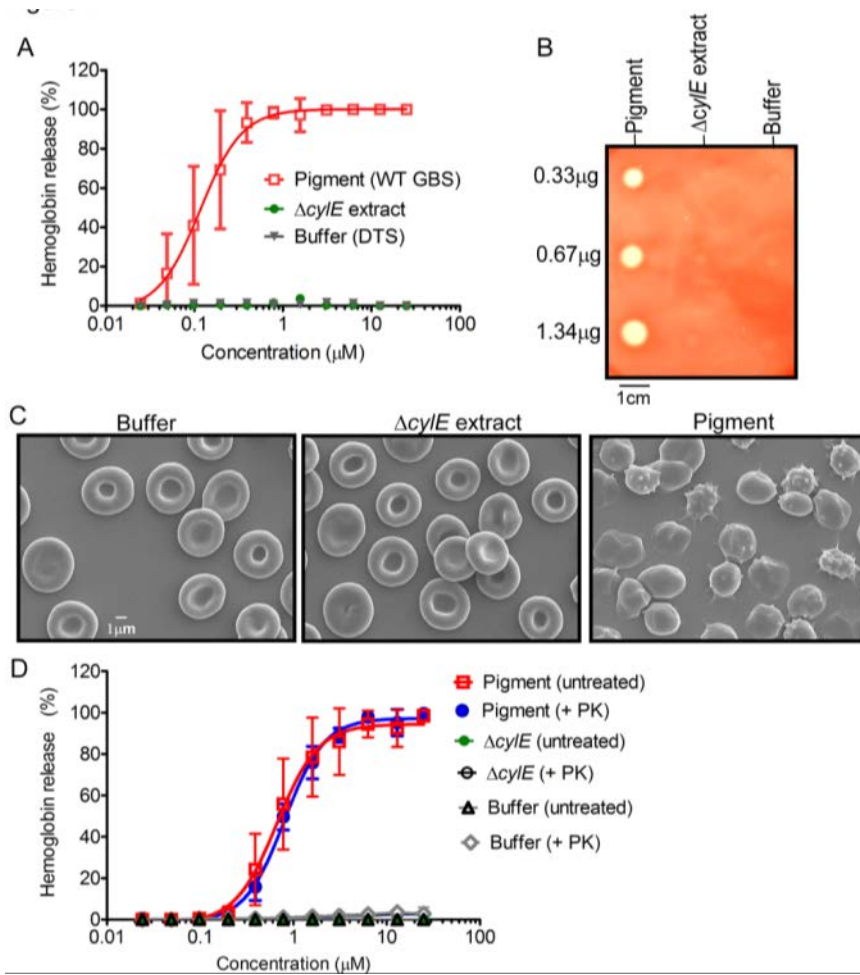 A
Hemoglobin release (%)
120
100
80
60
40
20
0
Pigment (WT GBS)
ΔcylE extract
Buffer (DTS)
0.01 0.1 1 10 100
Concentration (μM)
B
Pigment
ΔcylE extract
Buffer
0.33μg
0.67μg
1.34μg
1cm
C
Buffer
ΔcylE extract
Pigment
1μm
D
Hemoglobin release (%)
120
100
80
60
40
20
0
Pigment (untreated)
Pigment (+ PK)
ΔcylE (untreated)
ΔcylE (+ PK)
Buffer (untreated)
Buffer (+ PK)
0.01 0.1 1 10 100
Concentration (μM)